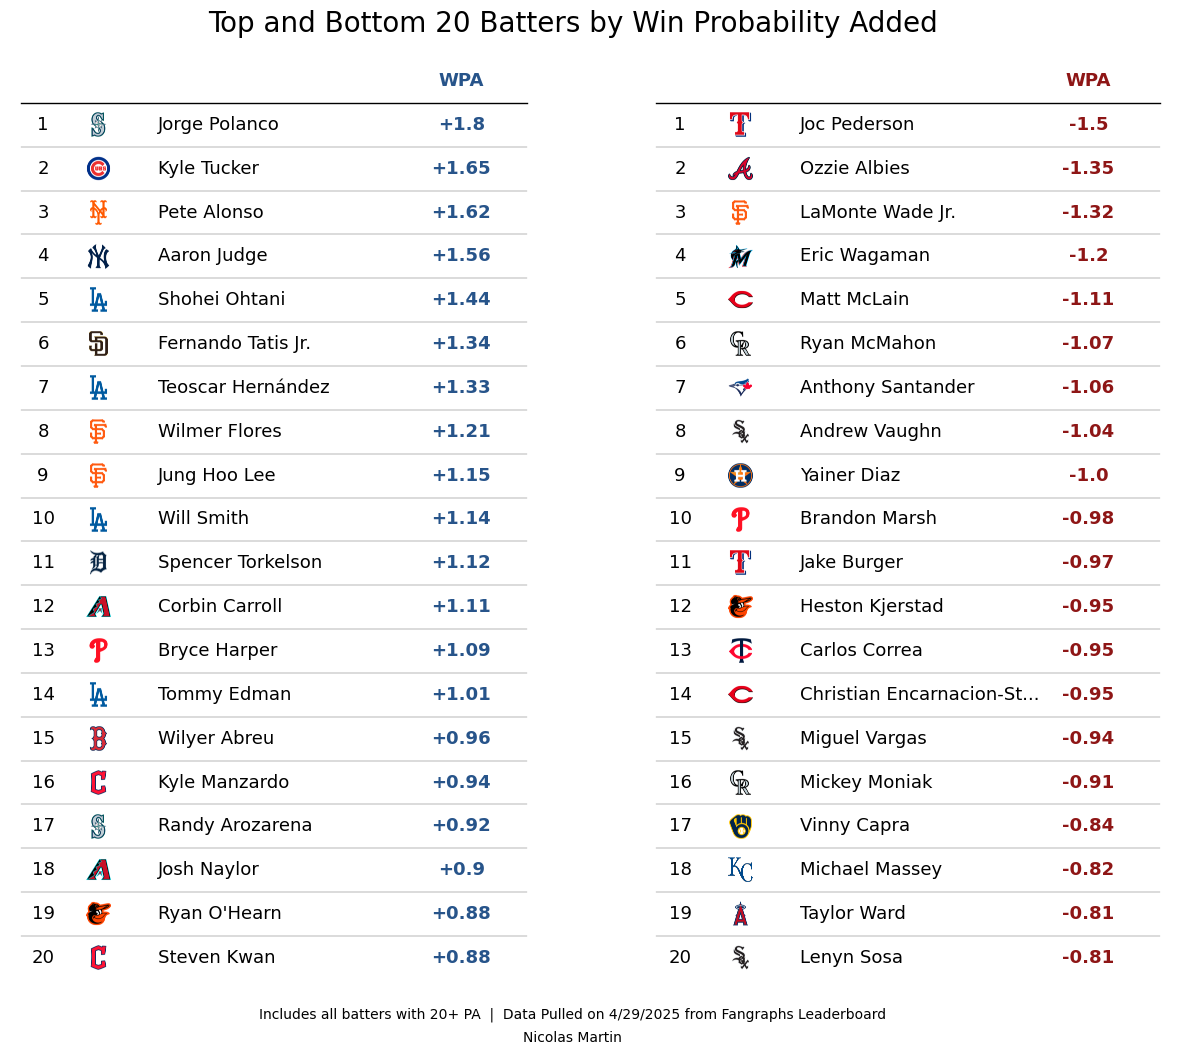 Top and Bottom 20 Batters by Win Probability Added
WPA
1 Jorge Polanco +1.8
2 Kyle Tucker +1.65
3 Pete Alonso +1.62
4 Aaron Judge +1.56
5 Shohei Ohtani +1.44
6 Fernando Tatis Jr. +1.34
7 Teoscar Hernández +1.33
8 Wilmer Flores +1.21
9 Jung Hoo Lee +1.15
10 Will Smith +1.14
11 Spencer Torkelson +1.12
12 Corbin Carroll +1.11
13 Bryce Harper +1.09
14 Tommy Edman +1.01
15 Wilyer Abreu +0.96
16 Kyle Manzardo +0.94
17 Randy Arozarena +0.92
18 Josh Naylor +0.9
19 Ryan O'Hearn +0.88
20 Steven Kwan +0.88
WPA
1 Joc Pederson -1.5
2 Ozzie Albies -1.35
3 LaMonte Wade Jr. -1.32
4 Eric Wagaman -1.2
5 Matt McLain -1.11
6 Ryan McMahon -1.07
7 Anthony Santander -1.06
8 Andrew Vaughn -1.04
9 Yainer Diaz -1.0
10 Brandon Marsh -0.98
11 Jake Burger -0.97
12 Heston Kjerstad -0.95
13 Carlos Correa -0.95
14 Christian Encarnacion-St... -0.95
15 Miguel Vargas -0.94
16 Mickey Moniak -0.91
17 Vinny Capra -0.84
18 Michael Massey -0.82
19 Taylor Ward -0.81
20 Lenyn Sosa -0.81
Includes all batters with 20+ PA | Data Pulled on 4/29/2025 from Fangraphs Leaderboard
Nicolas Martin